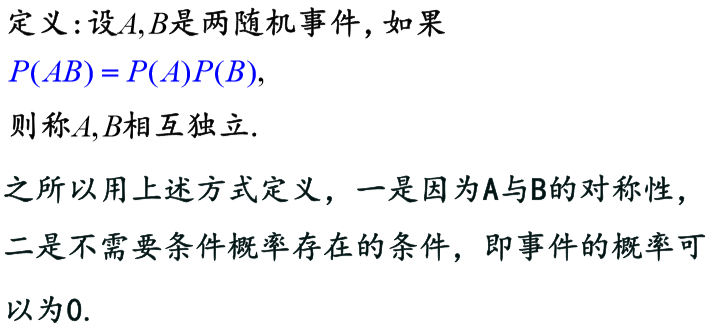 定义:设A,B是两随机事件,如果
P(AB) = P(A)P(B),
则称A,B相互独立.
之所以用上述方式定义，一是因为A与B的对称性，
二是不需要条件概率存在的条件，即事件的概率可
以为0.